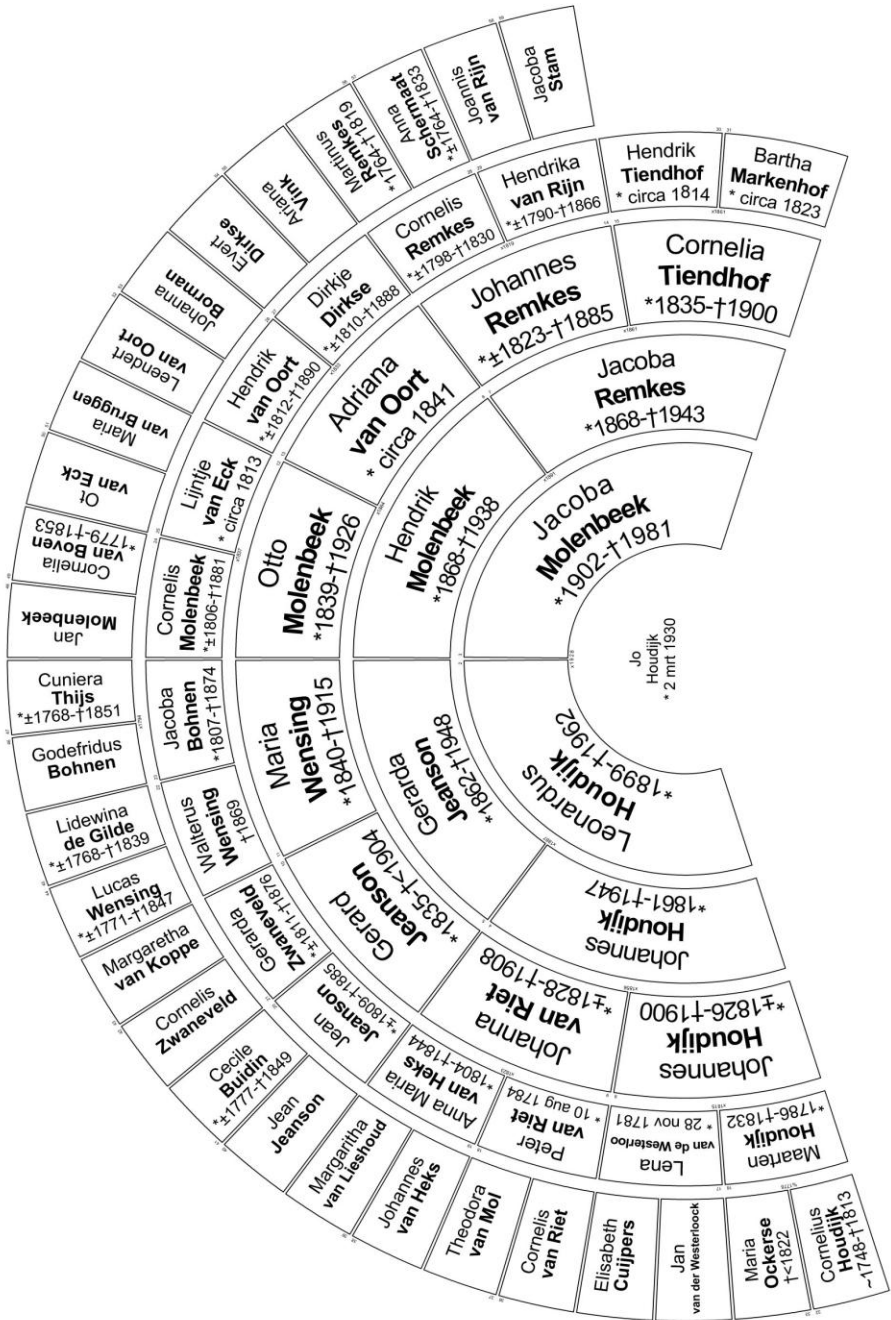 Jo
Houdijk
* 2 mrt 1930
Leonardus
Houdijk
*1899-†1962
Jacoba
Molenbeek
*1902-†1981
Johannes
Houdijk
*1861-†1947
Gerarda
Jeanson
*1862-†1948
Hendrik
Molenbeek
*1868-†1938
Jacoba
Remkes
*1868-†1943
Johannes
Houdijk
*±1826-†1900
Johanna
van Riet
*±1828-†1908
Gerard
Jeanson
*1835-†<1904
Maria
Wensing
*1840-†1915
Otto
Molenbeek
*1839-†1926
Adriana
van Oort
* circa 1841
Johannes
Remkes
*±1823-†1885
Cornelia
Tiendhof
*1835-†1900
Maarten
Houdijk
*1786-†1832
Lena
van de Westerloo
* 28 nov 1781
Peter
van Riet
* 10 aug 1784
Anna Maria
van Heks
*1804-†1844
Jean
Jeanson
*±1809-†1885
Gerarda
Zwaneveld
*±1811-†1876
Walterus
Wensing
†1869
Jacoba
Bohnen
*1807-†1874
Cornelis
Molenbeek
*±1806-†1881
Lijntje
van Eck
* circa 1813
Hendrik
van Oort
*±1812-†1890
Dirkje
Dirkse
*±1810-†1888
Cornelis
Remkes
*±1798-†1830
Hendrika
van Rijn
*±1790-†1866
Hendrik
Tiendhof
* circa 1814
Bartha
Markenhof
* circa 1823
Cornelius
Houdijk
~1748-†1813
Maria
Ockerse
†<1822
Jan
van der Westerloock
Elisabeth
Cuijpers
Cornelis
van Riet
Theodora
van Mol
Johannes
van Heks
Margaritha
van Lieshoud
Jean
Jeanson
Cecile
Buidin
*±1777-†1849
Cornelis
Zwaneveld
Margaretha
van Koppe
Lucas
Wensing
*±1771-†1847
Lidewina
de Gilde
*±1768-†1839
Godefridus
Bohnen
Cuniera
Thijs
*±1768-†1851
Jan
Molenbeek
Cornelia
van Boven
*1779-†1853
Ot
van Eck
Maria
van Bruggen
Leendert
van Oort
Johanna
Borman
Evert
Dirkse
Ariana
Vink
Martinus
Remkes
*1764-†1819
Anna
Schermaat
*±1764-†1833
Joannis
van Rijn
Jacoba
Stam